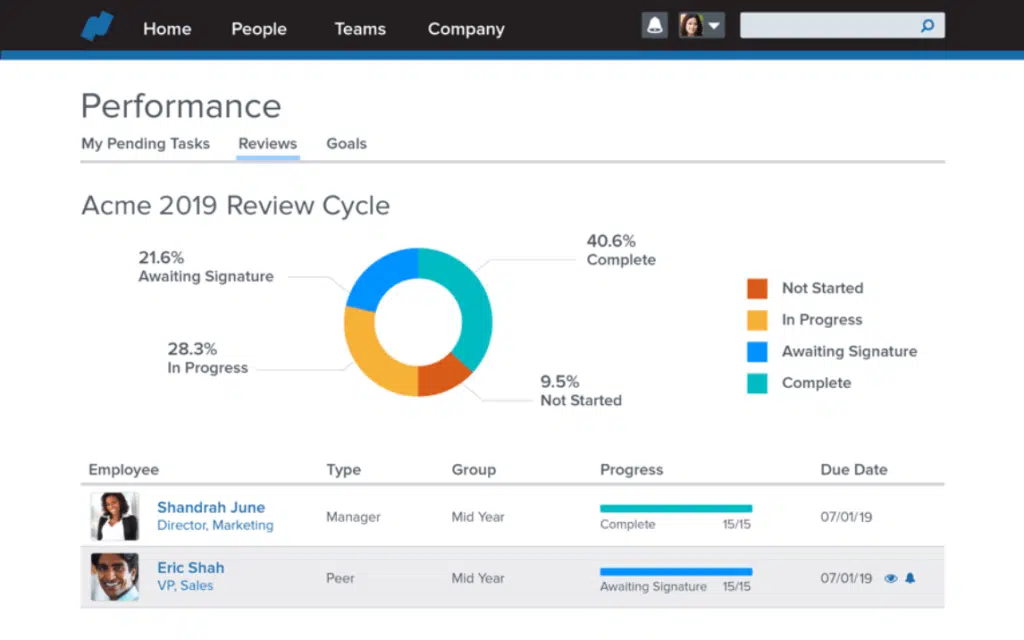 Home People Teams Company
Performance
My Pending Tasks Reviews Goals
Acme 2019 Review Cycle
40.6%
Complete
21.6%
Awaiting Signature
28.3%
In Progress
9.5%
Not Started
Not Started
In Progress
Awaiting Signature
Complete
Employee Type Group Progress Due Date
Shandrah June
Director, Marketing
Manager Mid Year
Complete 15/15
07/01/19
Eric Shah
VP, Sales
Peer Mid Year
Awaiting Signature 15/15
07/01/19